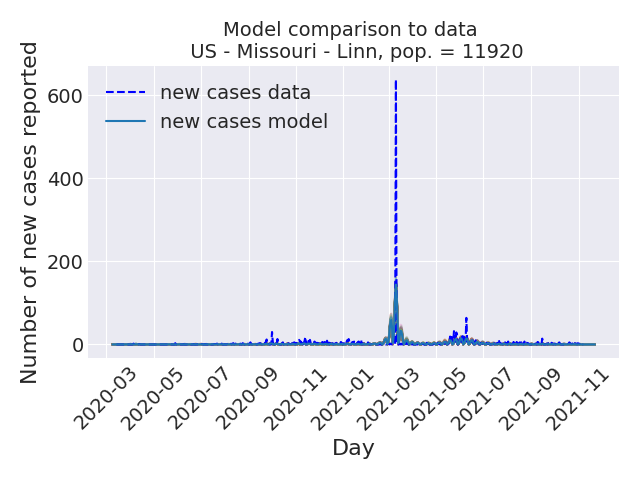 Model comparison to data
US - Missouri - Linn, pop. = 11920
Number of new cases reported
600
400
200
0
new cases data
new cases model
2020-03
2020-05
2020-07
2020-09
2020-11
2021-01
2021-03
2021-05
2021-07
2021-09
2021-11
Day